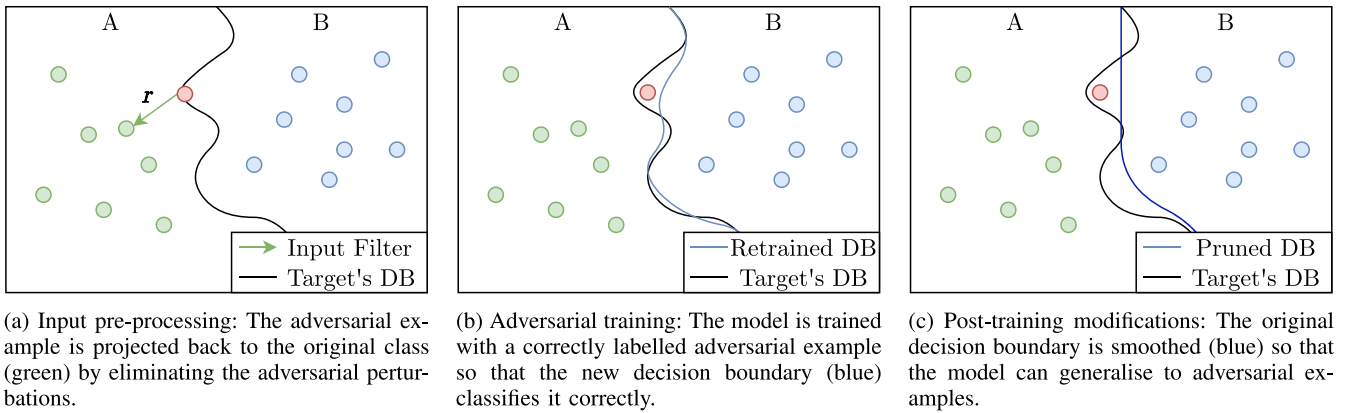 A
B
r
Input Filter
Target's DB
(a) Input pre-processing: The adversarial ex-
ample is projected back to the original class
(green) by eliminating the adversarial pertur-
bations.
A
B
Retrained DB
Target's DB
(b) Adversarial training: The model is trained
with a correctly labelled adversarial example
so that the new decision boundary (blue)
classifies it correctly.
A
B
Pruned DB
Target's DB
(c) Post-training modifications: The original
decision boundary is smoothed (blue) so that
the model can generalise to adversarial ex-
amples.